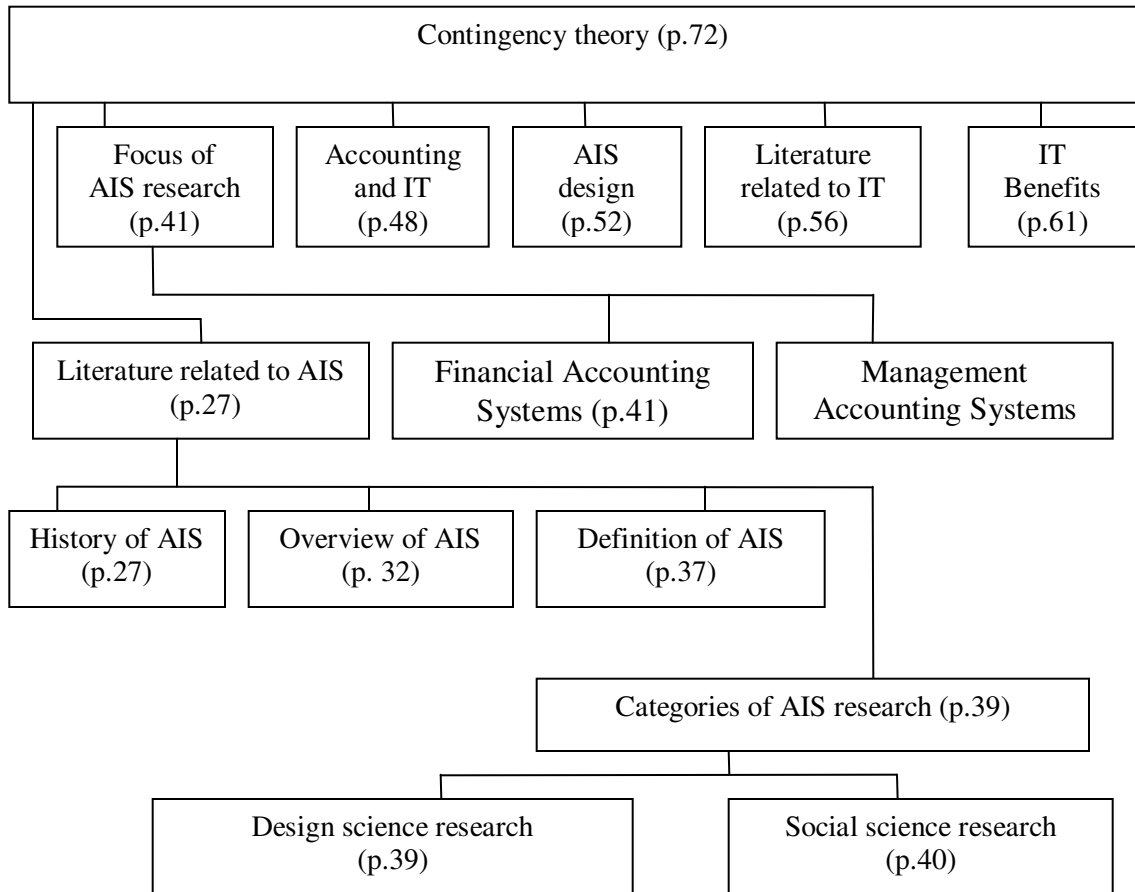 Contingency theory (p.72)
Focus of
AIS research
(p.41)
Accounting
and IT
(p.48)
AIS
design
(p.52)
Literature
related to IT
(p.56)
IT
Benefits
(p.61)
Literature related to AIS
(p.27)
Financial Accounting
Systems (p.41)
Management
Accounting Systems
History of AIS
(p.27)
Overview of AIS
(p. 32)
Definition of AIS
(p.37)
Categories of AIS research (p.39)
Design science research
(p.39)
Social science research
(p.40)